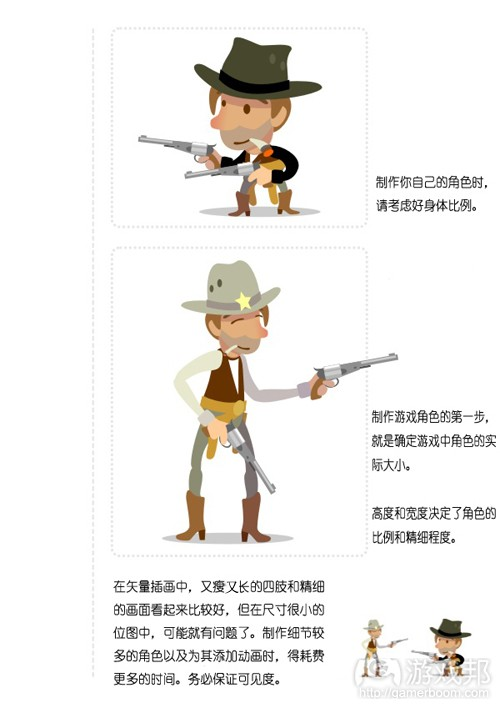 制作你自己的角色时，
请考虑好身体比例。
制作游戏角色的第一步，
就是确定游戏中角色的实
际大小。
高度和宽度决定了角色的
比例和精细程度。
在矢量插画中，又瘦又长的四肢和精细
的画面看起来比较好，但在尺寸很小的
位图中，可能就有问题了。制作细节较
多的角色以及为其添加动画时，得耗费
更多的时间。务必保证可见度。
游戏邦
http://gamerboom.com